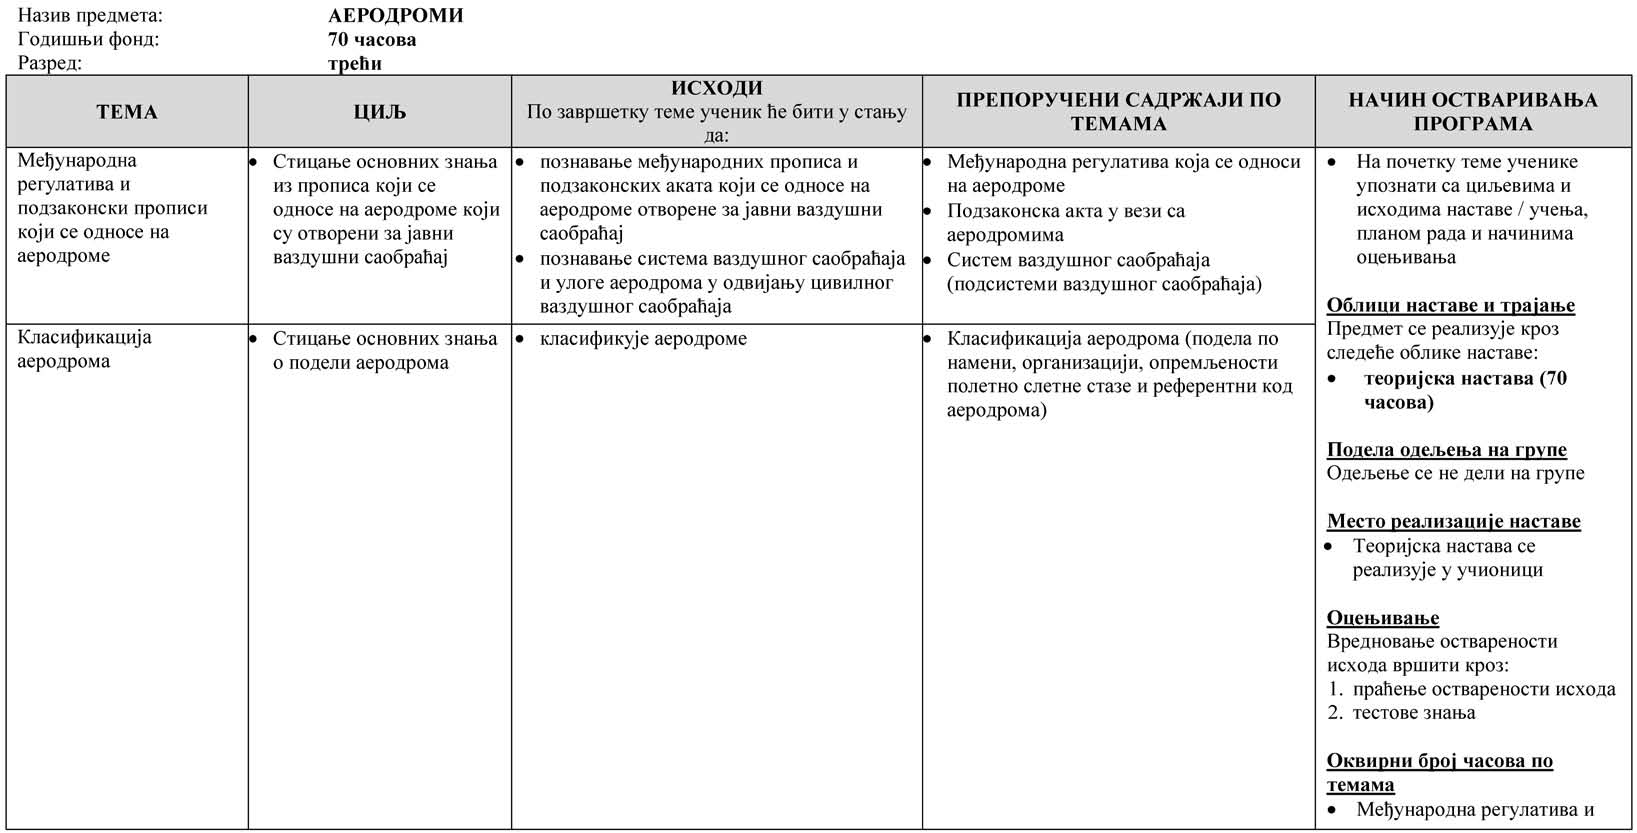 Назив предмета: АЕРОДРОМИ
Годишњи фонд: 70 часова
Разред: трећи
ТЕМА
ЦИЉ
ИСХОДИ
По завршетку теме ученик ће бити у стању
да:
ПРЕПОРУЧЕНИ САДРЖАЈИ ПО
ТЕМАМА
НАЧИН ОСТВАРИВАЊА
ПРОГРАМА
Међународна
регулатива и
подзаконски прописи
који се односе на
аеродроме
• Стицање основних знања
из прописа који се
односе на аеродроме који
су отворени за јавни
ваздушни саобраћај
• познавање међународних прописа и
подзаконских аката који се односе на
аеродроме отворене за јавни ваздушни
саобраћај
• познавање система ваздушног саобраћаја
и улоге аеродрома у одвијању цивилног
ваздушног саобраћаја
• Међународна регулатива која се односи
на аеродроме
• Подзаконска акта у вези са
аеродромима
• Систем ваздушног саобраћаја
(подсистеми ваздушног саобраћаја)
Класификација
аеродрома
• Стицање основних знања
о подели аеродрома
• класификује аеродроме
• Класификација аеродрома (подела по
намени, организацији, опремљености
полетно слетне стазе и референтни код
аеродрома)
• На почетку теме ученике
упознати са циљевима и
исходима наставе / учења,
планом рада и начинима
оцењивања
Облици наставе и трајање
Предмет се реализује кроз
следеће облике наставе:
• теоријска настава (70
часова)
Подела одељења на групе
Одељење се не дели на групе
Место реализације наставе
• Теоријска настава се
реализује у учионици
Оцењивање
Вредновање остварености
исхода вршити кроз:
1. праћење остварености исхода
2. тестове знања
Оквирни број часова по
темама
• Међународна регулатива и